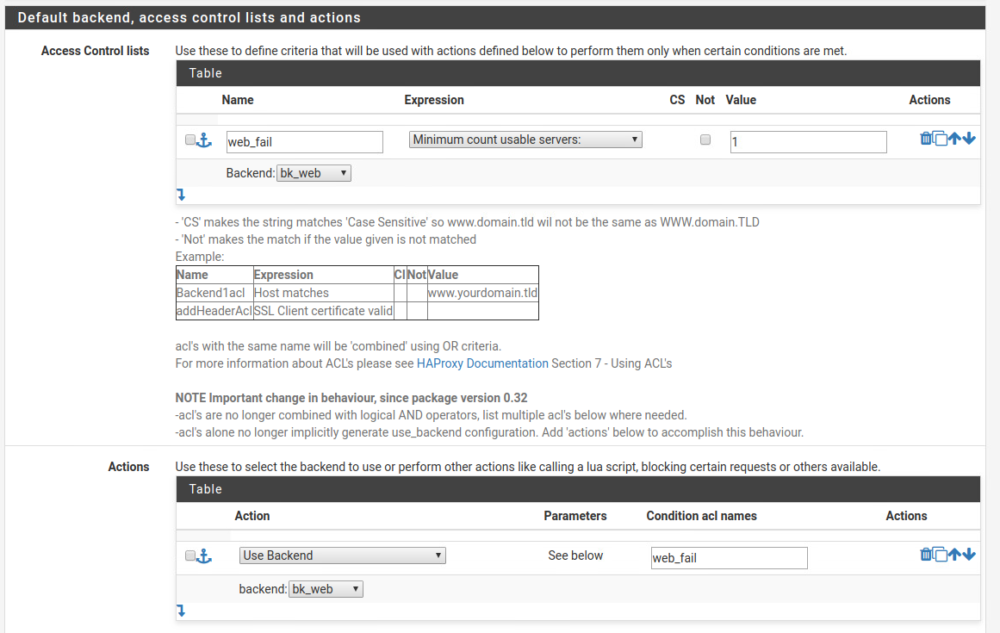 Default backend, access control lists and actions
Access Control lists
Use these to define criteria that will be used with actions defined below to perform them only when certain conditions are met.
Table
Name Expression CS Not Value Actions
web_fail Minimum count usable servers: 1
Backend: bk_web
- 'CS' makes the string matches 'Case Sensitive' so www.domain.tld wil not be the same as WWW.domain.TLD
- 'Not' makes the match if the value given is not matched
Example:
Name Expression CI Not Value
Backend1acl Host matches www.yourdomain.tld
addHeaderAcl SSL Client certificate valid
acl's with the same name will be 'combined' using OR criteria.
For more information about ACL's please see HAProxy Documentation Section 7 - Using ACL's
NOTE Important change in behaviour, since package version 0.32
-acl's are no longer combined with logical AND operators, list multiple acl's below where needed.
-acl's alone no longer implicitly generate use_backend configuration. Add 'actions' below to accomplish this behaviour.
Actions
Use these to select the backend to use or perform other actions like calling a lua script, blocking certain requests or others available.
Table
Action Parameters Condition acl names Actions
Use Backend See below web_fail
backend: bk_web